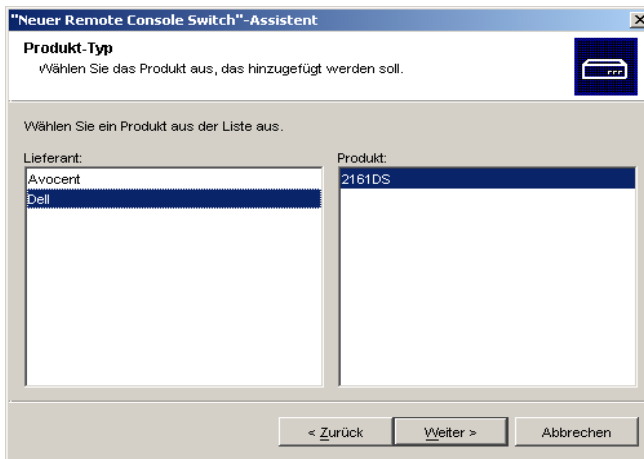 "Neuer Remote Console Switch"-Assistent
Produkt-Typ
Wählen Sie das Produkt aus, das hinzugefügt werden soll.
Wählen Sie ein Produkt aus der Liste aus.
Lieferant:
Produkt:
Avocent
2161DS
Dell
< Zurück
Weiter >
Abbrechen